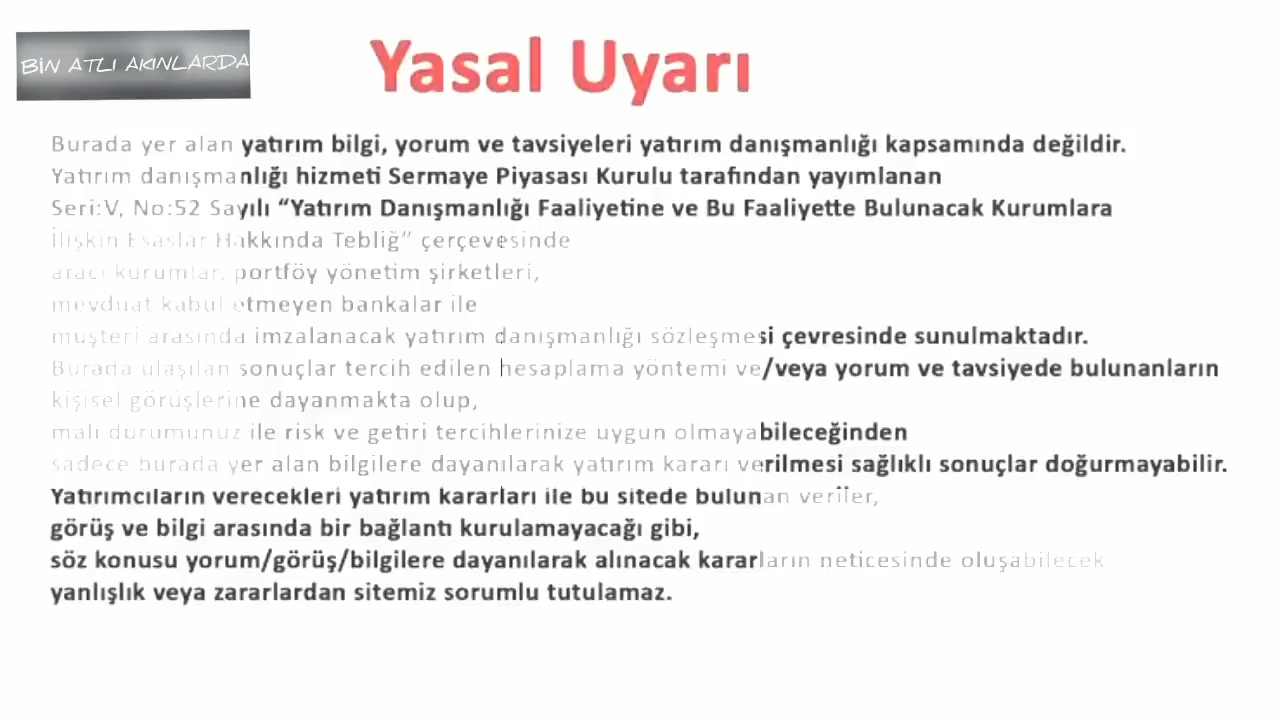 BİN ATLI AKINLARDA
Yasal Uyarı
Burada yer alan yatırım bilgi, yorum ve tavsiyeleri yatırım danışmanlığı kapsamında değildir.
Yatırım danışmanlığı hizmeti Sermaye Piyasası Kurulu tarafından yayımlanan
Seri:V, No:52 Sayılı “Yatırım Danışmanlığı Faaliyetine ve Bu Faaliyette Bulunacak Kurumlara
İlişkin Esaslar Hakkında Tebliğ” çerçevesinde
aracı kurumlar, portföy yönetim şirketleri,
mevduat kabul etmeyen bankalar ile
müşteri arasında imzalanacak yatırım danışmanlığı sözleşmesi çevresinde sunulmaktadır.
Burada ulaşılan sonuçlar tercih edilen hesaplama yöntemi ve/veya yorum ve tavsiyede bulunanların
kişisel görüşlerine dayanmakta olup,
mali durumunuz ile risk ve getiri tercihlerinize uygun olmayabileceğinden
sadece burada yer alan bilgilere dayanılarak yatırım kararı verilmesi sağlıklı sonuçlar doğurmayabilir.
Yatırımcıların verecekleri yatırım kararları ile bu sitede bulunan veriler,
görüş ve bilgi arasında bir bağlantı kurulamayacağı gibi,
söz konusu yorum/görüş/bilgilere dayanılarak alınacak kararların neticesinde oluşabilecek
yanlışlık veya zararlardan sitemiz sorumlu tutulamaz.